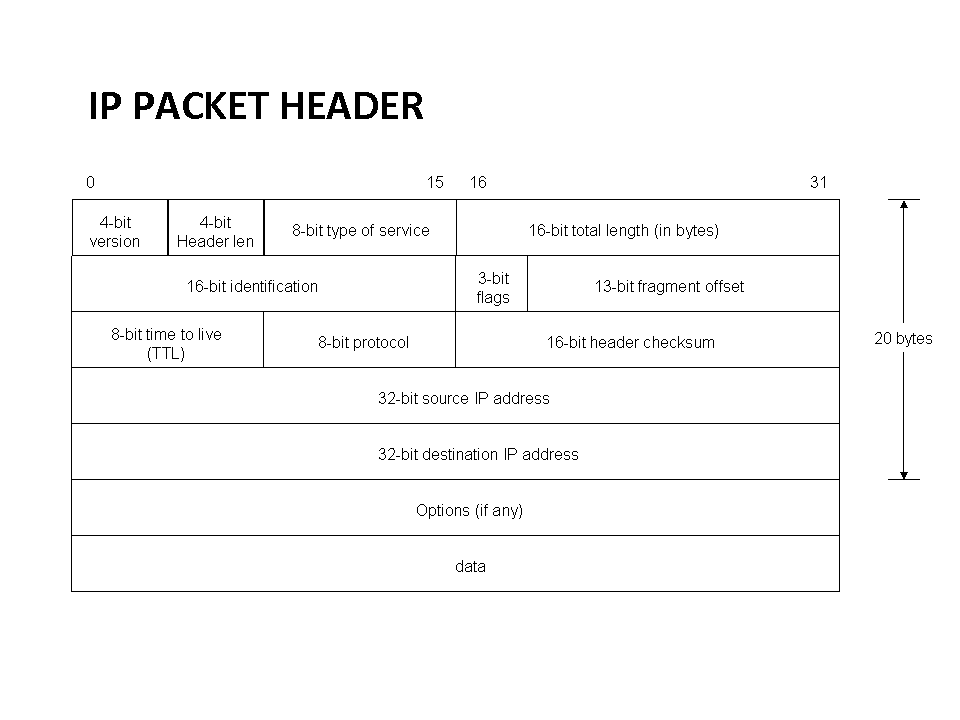 IP PACKET HEADER
0 15 16 31
4-bit
version
4-bit
Header len
8-bit type of service
16-bit total length (in bytes)
16-bit identification
3-bit
flags
13-bit fragment offset
8-bit time to live
(TTL)
8-bit protocol
16-bit header checksum
20 bytes
32-bit source IP address
32-bit destination IP address
Options (if any)
data